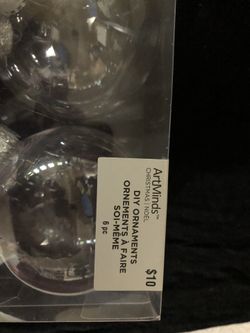 ArtMinds™
CHRISTMAS | NOËL
DIY ORNAMENTS
ORNEMENTS À FAIRE
SOI-MÊME
6 pc
$10